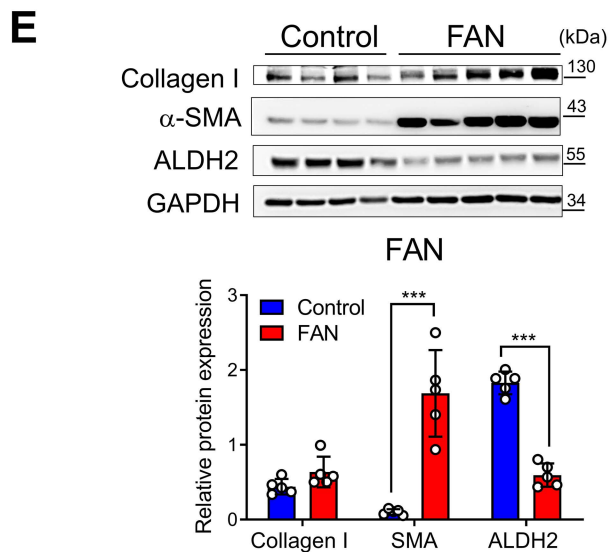 E
Control FAN (kDa)
Collagen I 130
α-SMA 43
ALDH2 55
GAPDH 34
FAN
Relative protein expression
3
2
1
0
Control
FAN
***
***
Collagen I SMA ALDH2